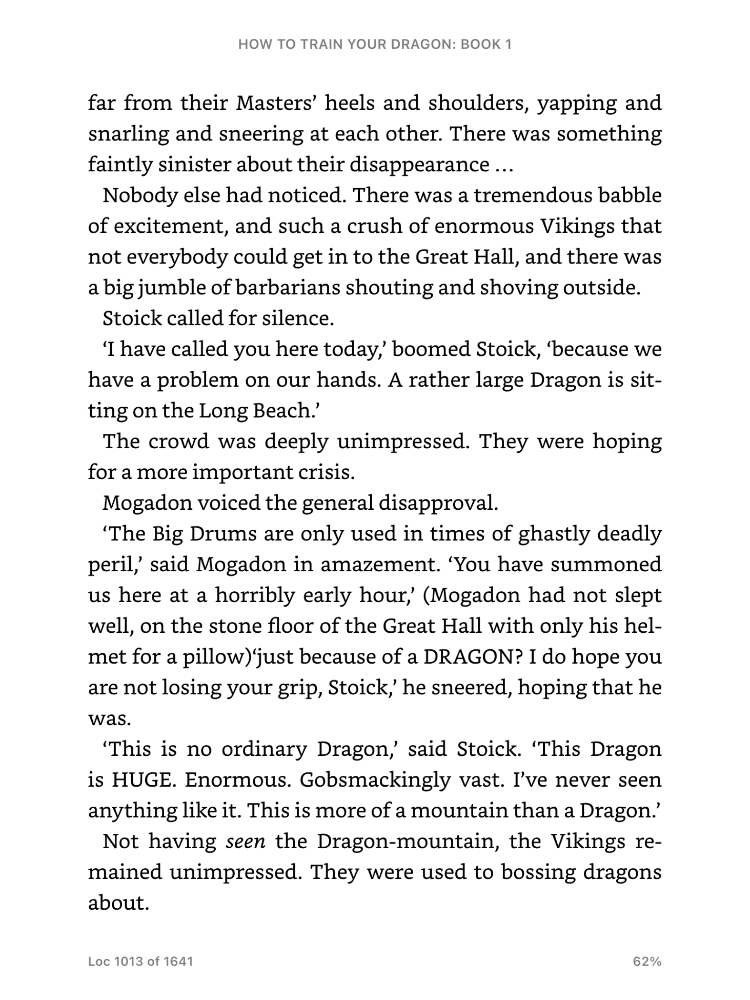 HOW TO TRAIN YOUR DRAGON: BOOK 1
far from their Masters’ heels and shoulders, yapping and
snarling and sneering at each other. There was something
faintly sinister about their disappearance …
Nobody else had noticed. There was a tremendous babble
of excitement, and such a crush of enormous Vikings that
not everybody could get in to the Great Hall, and there was
a big jumble of barbarians shouting and shoving outside.
Stoick called for silence.
‘I have called you here today,’ boomed Stoick, ‘because we
have a problem on our hands. A rather large Dragon is sit-
ting on the Long Beach.’
The crowd was deeply unimpressed. They were hoping
for a more important crisis.
Mogadon voiced the general disapproval.
‘The Big Drums are only used in times of ghastly deadly
peril,’ said Mogadon in amazement. ‘You have summoned
us here at a horribly early hour,’ (Mogadon had not slept
well, on the stone floor of the Great Hall with only his hel-
met for a pillow)‘just because of a DRAGON? I do hope you
are not losing your grip, Stoick,’ he sneered, hoping that he
was.
‘This is no ordinary Dragon,’ said Stoick. ‘This Dragon
is HUGE. Enormous. Gobsmackingly vast. I’ve never seen
anything like it. This is more of a mountain than a Dragon.’
Not having seen the Dragon-mountain, the Vikings re-
mained unimpressed. They were used to bossing dragons
about.
Loc 1013 of 1641
62%